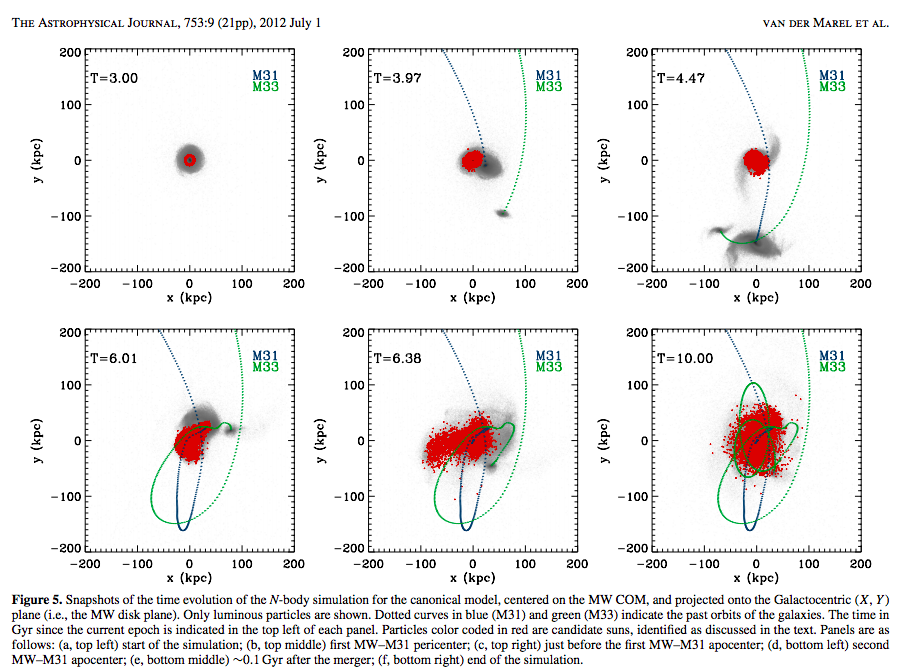 THE ASTROPHYSICAL JOURNAL, 753:9 (21pp), 2012 July 1
VAN DER MAREL ET AL.
200
100
0
−100
−200
y (kpc)
T=3.00
M31
M33
−200 −100 0 100 200
x (kpc)
200
100
0
−100
−200
y (kpc)
T=3.97
M31
M33
−200 −100 0 100 200
x (kpc)
200
100
0
−100
−200
y (kpc)
T=4.47
M31
M33
−200 −100 0 100 200
x (kpc)
200
100
0
−100
−200
y (kpc)
T=6.01
M31
M33
−200 −100 0 100 200
x (kpc)
200
100
0
−100
−200
y (kpc)
T=6.38
M31
M33
−200 −100 0 100 200
x (kpc)
200
100
0
−100
−200
y (kpc)
T=10.00
M31
M33
−200 −100 0 100 200
x (kpc)
Figure 5. Snapshots of the time evolution of the N-body simulation for the canonical model, centered on the MW COM, and projected onto the Galactocentric (X, Y)
plane (i.e., the MW disk plane). Only luminous particles are shown. Dotted curves in blue (M31) and green (M33) indicate the past orbits of the galaxies. The time in
Gyr since the current epoch is indicated in the top left of each panel. Particles color coded in red are candidate suns, identified as discussed in the text. Panels are as
follows: (a, top left) start of the simulation; (b, top middle) first MW–M31 pericenter; (c, top right) just before the first MW–M31 apocenter; (d, bottom left) second
MW–M31 apocenter; (e, bottom middle) ~0.1 Gyr after the merger; (f, bottom right) end of the simulation.